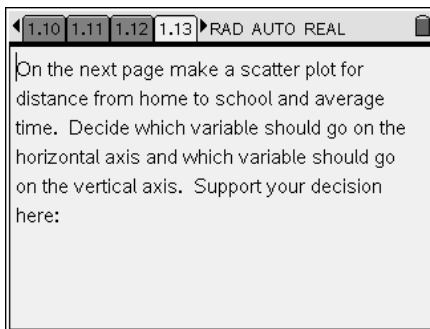 1.10 1.11 1.12 1.13 RAD AUTO REAL
On the next page make a scatter plot for
distance from home to school and average
time.  Decide which variable should go on the
horizontal axis and which variable should go
on the vertical axis.  Support your decision
here: